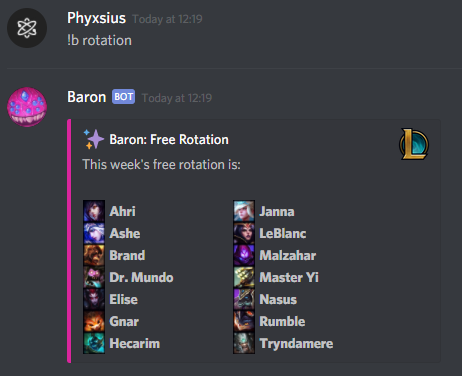 Phyxsius Today at 12:19
!b rotation
Baron BOT Today at 12:19
Baron: Free Rotation
This week's free rotation is:
Ahri
Ashe
Brand
Dr. Mundo
Elise
Gnar
Hecarim
Janna
LeBlanc
Malzahar
Master Yi
Nasus
Rumble
Tryndamere